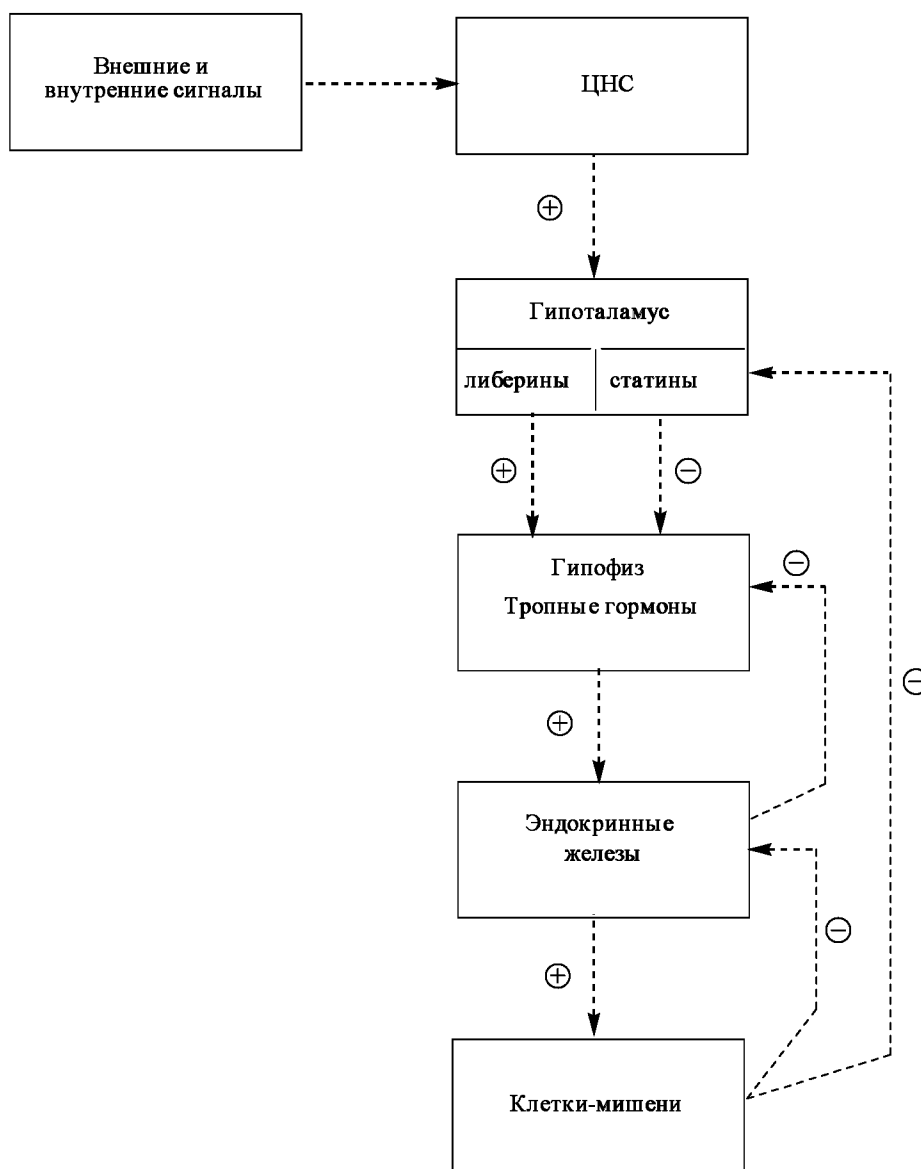 Внешние и
внутренние сигналы
ЦНС
+
Гипоталамус
либерины
статины
+
−
Гипофиз
Тропные гормоны
−
−
+
Эндокринные
железы
−
+
Клетки-мишени